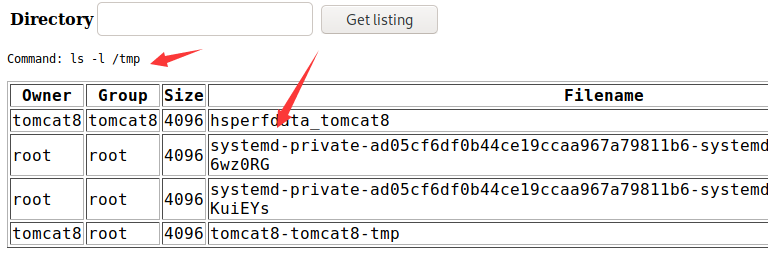 Directory Get listing
Command: ls -l /tmp
Owner Group Size Filename
tomcat8 tomcat8 4096 hsperfdata_tomcat8
root root 4096 systemd-private-ad05cf6df0b44ce19ccaa967a79811b6-systemd
6wz0RG
root root 4096 systemd-private-ad05cf6df0b44ce19ccaa967a79811b6-systemd
KuiEYs
tomcat8 tomcat8 4096 tomcat8-tomcat8-tmp